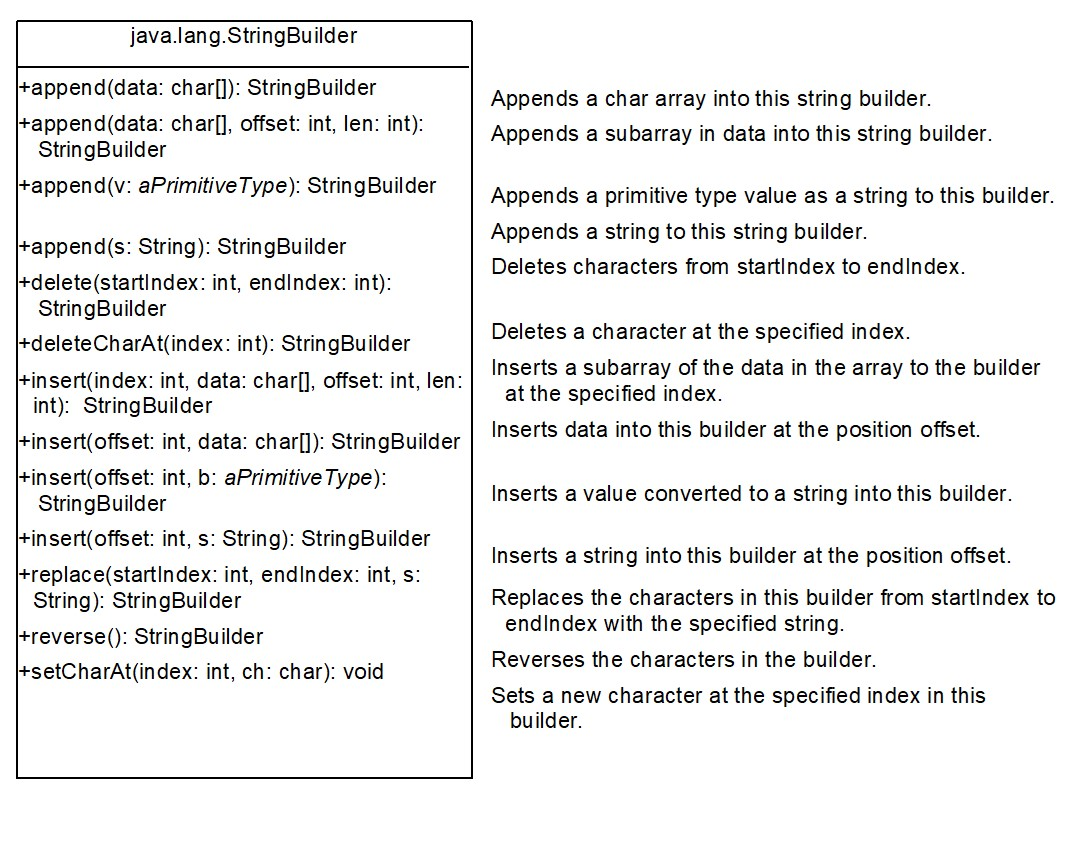 java.lang.StringBuilder
+append(data: char[]): StringBuilder
+append(data: char[], offset: int, len: int):
StringBuilder
+append(v: aPrimitiveType): StringBuilder
+append(s: String): StringBuilder
+delete(startIndex: int, endIndex: int):
StringBuilder
+deleteCharAt(index: int): StringBuilder
+insert(index: int, data: char[], offset: int, len:
int): StringBuilder
+insert(offset: int, data: char[]): StringBuilder
+insert(offset: int, b: aPrimitiveType):
StringBuilder
+insert(offset: int, s: String): StringBuilder
+replace(startIndex: int, endIndex: int, s:
String): StringBuilder
+reverse(): StringBuilder
+setCharAt(index: int, ch: char): void
Appends a char array into this string builder.
Appends a subarray in data into this string builder.
Appends a primitive type value as a string to this builder.
Appends a string to this string builder.
Deletes characters from startIndex to endIndex.
Deletes a character at the specified index.
Inserts a subarray of the data in the array to the builder
at the specified index.
Inserts data into this builder at the position offset.
Inserts a value converted to a string into this builder.
Inserts a string into this builder at the position offset.
Replaces the characters in this builder from startIndex to
endIndex with the specified string.
Reverses the characters in the builder.
Sets a new character at the specified index in this
builder.